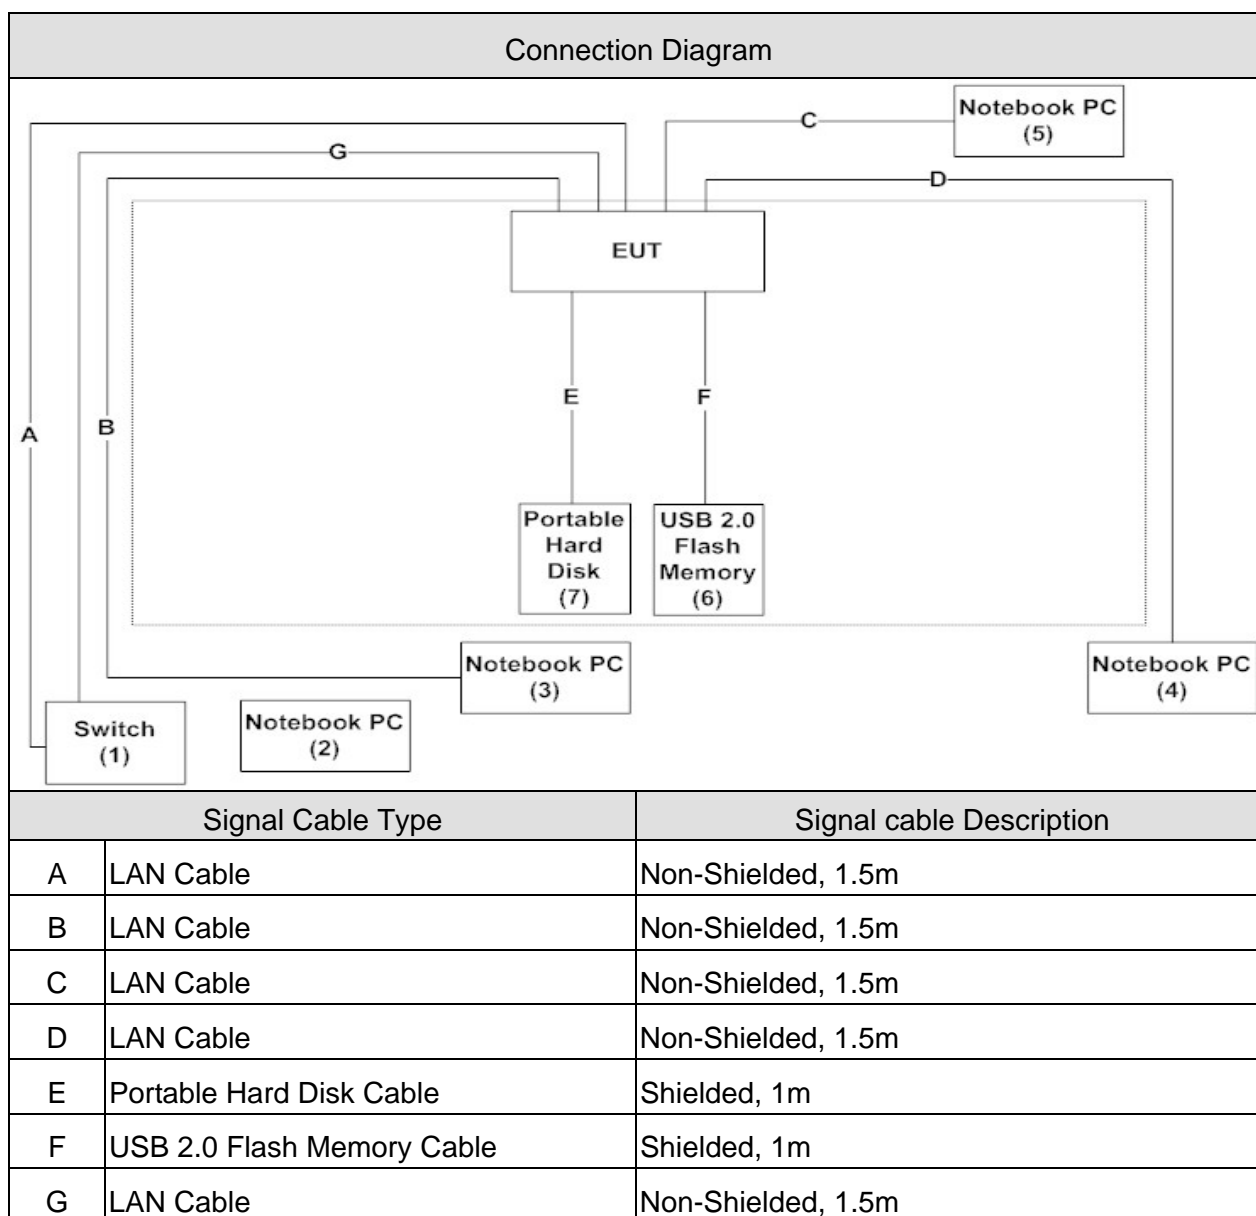 Connection Diagram
Notebook PC
(5)
C
G
D
EUT
E
F
A
B
Portable
Hard
Disk
(7)
USB 2.0
Flash
Memory
(6)
Notebook PC
(3)
Notebook PC
(4)
Switch
(1)
Notebook PC
(2)
Signal Cable Type Signal cable Description
A LAN Cable Non-Shielded, 1.5m
B LAN Cable Non-Shielded, 1.5m
C LAN Cable Non-Shielded, 1.5m
D LAN Cable Non-Shielded, 1.5m
E Portable Hard Disk Cable Shielded, 1m
F USB 2.0 Flash Memory Cable Shielded, 1m
G LAN Cable Non-Shielded, 1.5m